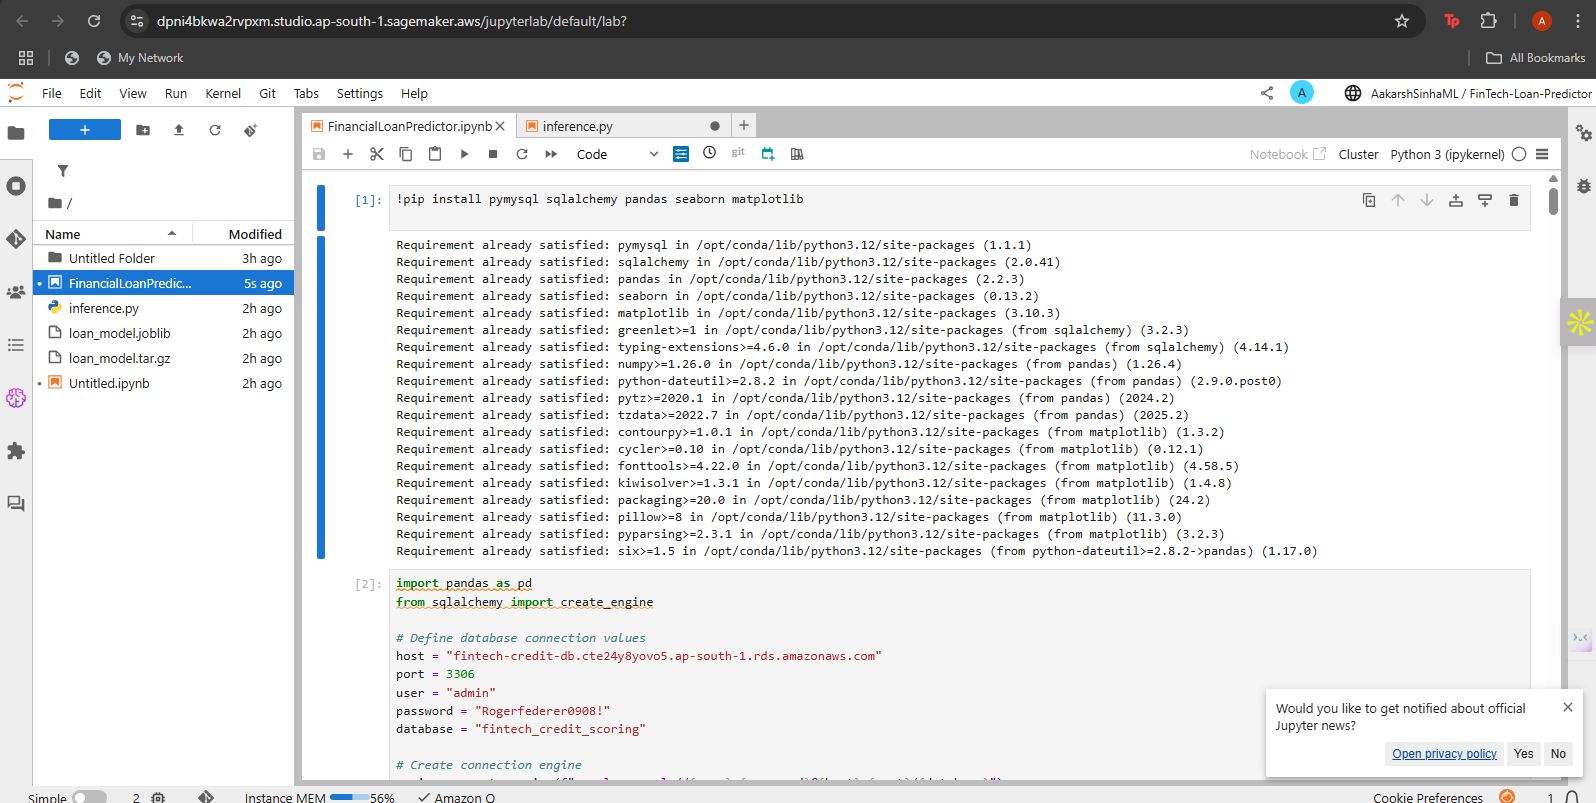 dpni4bkwa2rvpxm.studio.ap-south-1.sagemaker.aws/jupyterlab/default/lab?
Tp
A
My Network
All Bookmarks
File Edit View Run Kernel Git Tabs Settings Help
A
AakarshSinhaML / FinTech-Loan-Predictor
FinancialLoanPredictor.ipynb
inference.py
Code
git
Notebook
Cluster
Python 3 (ipykernel)
/
Name Modified
Untitled Folder 3h ago
FinancialLoanPredic... 5s ago
inference.py 2h ago
loan_model.joblib 2h ago
loan_model.tar.gz 2h ago
Untitled.ipynb 2h ago
[1]: !pip install pymysql sqlalchemy pandas seaborn matplotlib
Requirement already satisfied: pymysql in /opt/conda/lib/python3.12/site-packages (1.1.1)
Requirement already satisfied: sqlalchemy in /opt/conda/lib/python3.12/site-packages (2.0.41)
Requirement already satisfied: pandas in /opt/conda/lib/python3.12/site-packages (2.2.3)
Requirement already satisfied: seaborn in /opt/conda/lib/python3.12/site-packages (0.13.2)
Requirement already satisfied: matplotlib in /opt/conda/lib/python3.12/site-packages (3.10.3)
Requirement already satisfied: greenlet>=1 in /opt/conda/lib/python3.12/site-packages (from sqlalchemy) (3.2.3)
Requirement already satisfied: typing-extensions>=4.6.0 in /opt/conda/lib/python3.12/site-packages (from sqlalchemy) (4.14.1)
Requirement already satisfied: numpy>=1.26.0 in /opt/conda/lib/python3.12/site-packages (from pandas) (1.26.4)
Requirement already satisfied: python-dateutil>=2.8.2 in /opt/conda/lib/python3.12/site-packages (from pandas) (2.9.0.post0)
Requirement already satisfied: pytz>=2020.1 in /opt/conda/lib/python3.12/site-packages (from pandas) (2024.2)
Requirement already satisfied: tzdata>=2022.7 in /opt/conda/lib/python3.12/site-packages (from pandas) (2025.2)
Requirement already satisfied: contourpy>=1.0.1 in /opt/conda/lib/python3.12/site-packages (from matplotlib) (1.3.2)
Requirement already satisfied: cycler>=0.10 in /opt/conda/lib/python3.12/site-packages (from matplotlib) (0.12.1)
Requirement already satisfied: fonttools>=4.22.0 in /opt/conda/lib/python3.12/site-packages (from matplotlib) (4.58.5)
Requirement already satisfied: kiwisolver>=1.3.1 in /opt/conda/lib/python3.12/site-packages (from matplotlib) (1.4.8)
Requirement already satisfied: packaging>=20.0 in /opt/conda/lib/python3.12/site-packages (from matplotlib) (24.2)
Requirement already satisfied: pillow>=8 in /opt/conda/lib/python3.12/site-packages (from matplotlib) (11.3.0)
Requirement already satisfied: pyparsing>=2.3.1 in /opt/conda/lib/python3.12/site-packages (from matplotlib) (3.2.3)
Requirement already satisfied: six>=1.5 in /opt/conda/lib/python3.12/site-packages (from python-dateutil>=2.8.2->pandas) (1.17.0)
[2]: import pandas as pd
from sqlalchemy import create_engine
# Define database connection values
host = "fintech-credit-db.cte24y8yovo5.ap-south-1.rds.amazonaws.com"
port = 3306
user = "admin"
password = "Rogerfederer0908!"
database = "fintech_credit_scoring"
# Create connection engine
Would you like to get notified about official
Jupyter news?
Open privacy policy
Yes
No
Simple
2
Instance MEM
56%
Amazon Q
Cookie Preferences
1